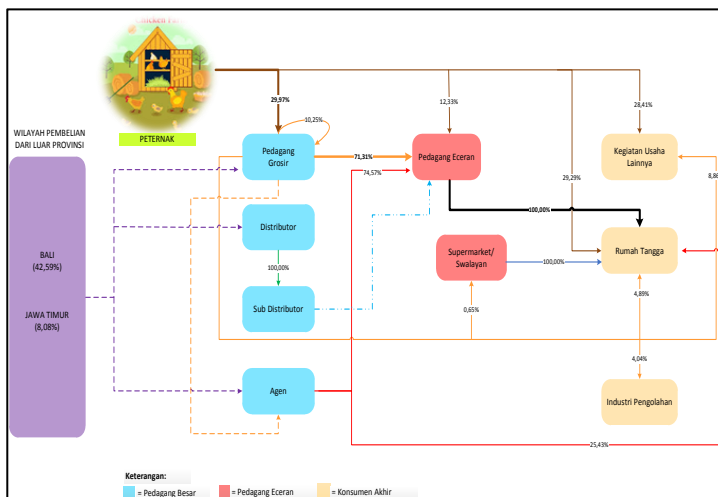 PETERNAK
WILAYAH PEMBELIAN
DARI LUAR PROVINSI
BALI
(42,59%)
JAWA TIMUR
(8,08%)
29,97%
10,25%
12,33%
28,41%
Pedagang
Grosir
71,31%
74,57%
Pedagang Eceran
Kegiatan Usaha
Lainnya
29,29%
100,00%
Distributor
100,00%
Sub Distributor
Supermarket/
Swalayan
100,00%
Rumah Tangga
0,65%
4,89%
4,04%
Agen
Industri Pengolahan
25,43%
Keterangan:
= Pedagang Besar
= Pedagang Eceran
= Konsumen Akhir